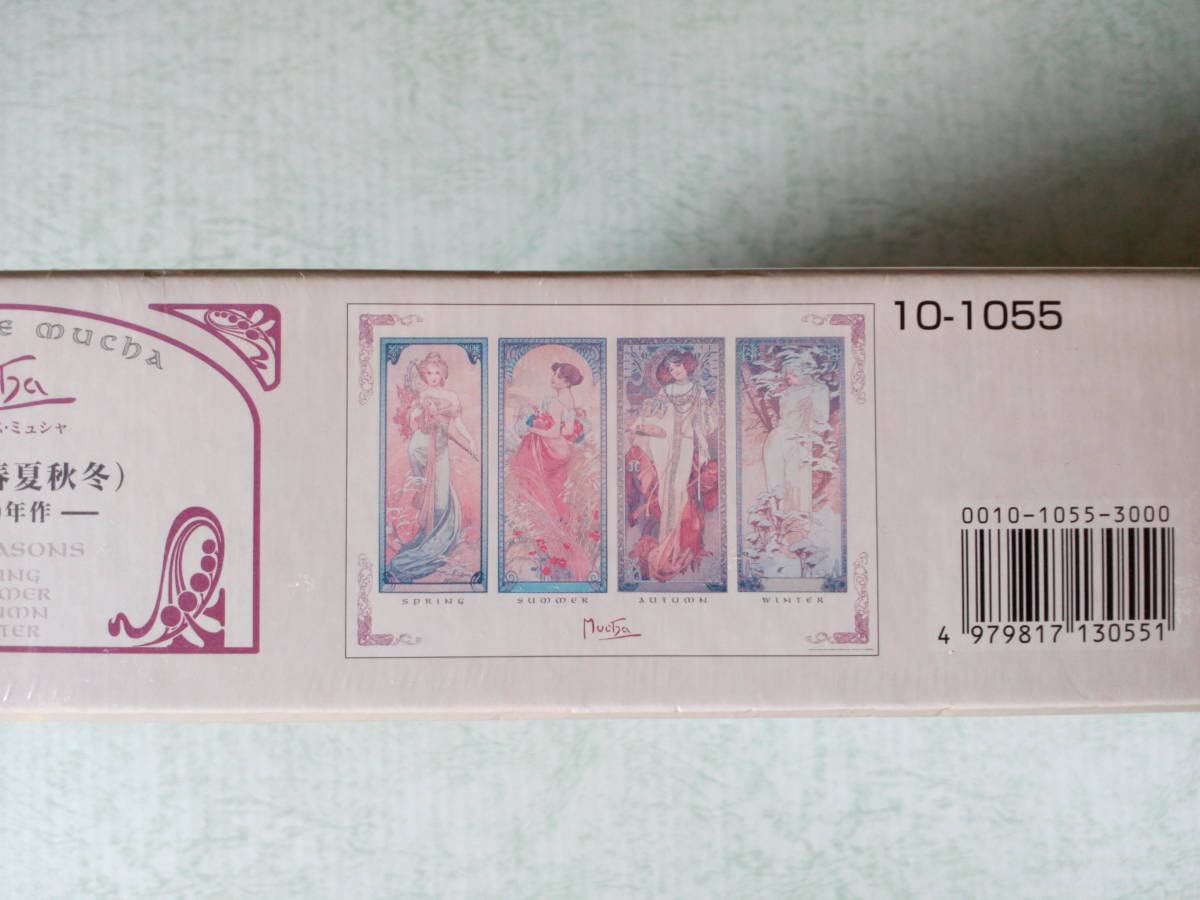 E MUCHA
ス・ミュシャ
春夏秋冬)
年作 —
ASONS
ING
MER
UMN
TER
SPRING SUMMER AUTUMN WINTER
Mucha
10-1055
0010-1055-3000
4 979817 130551